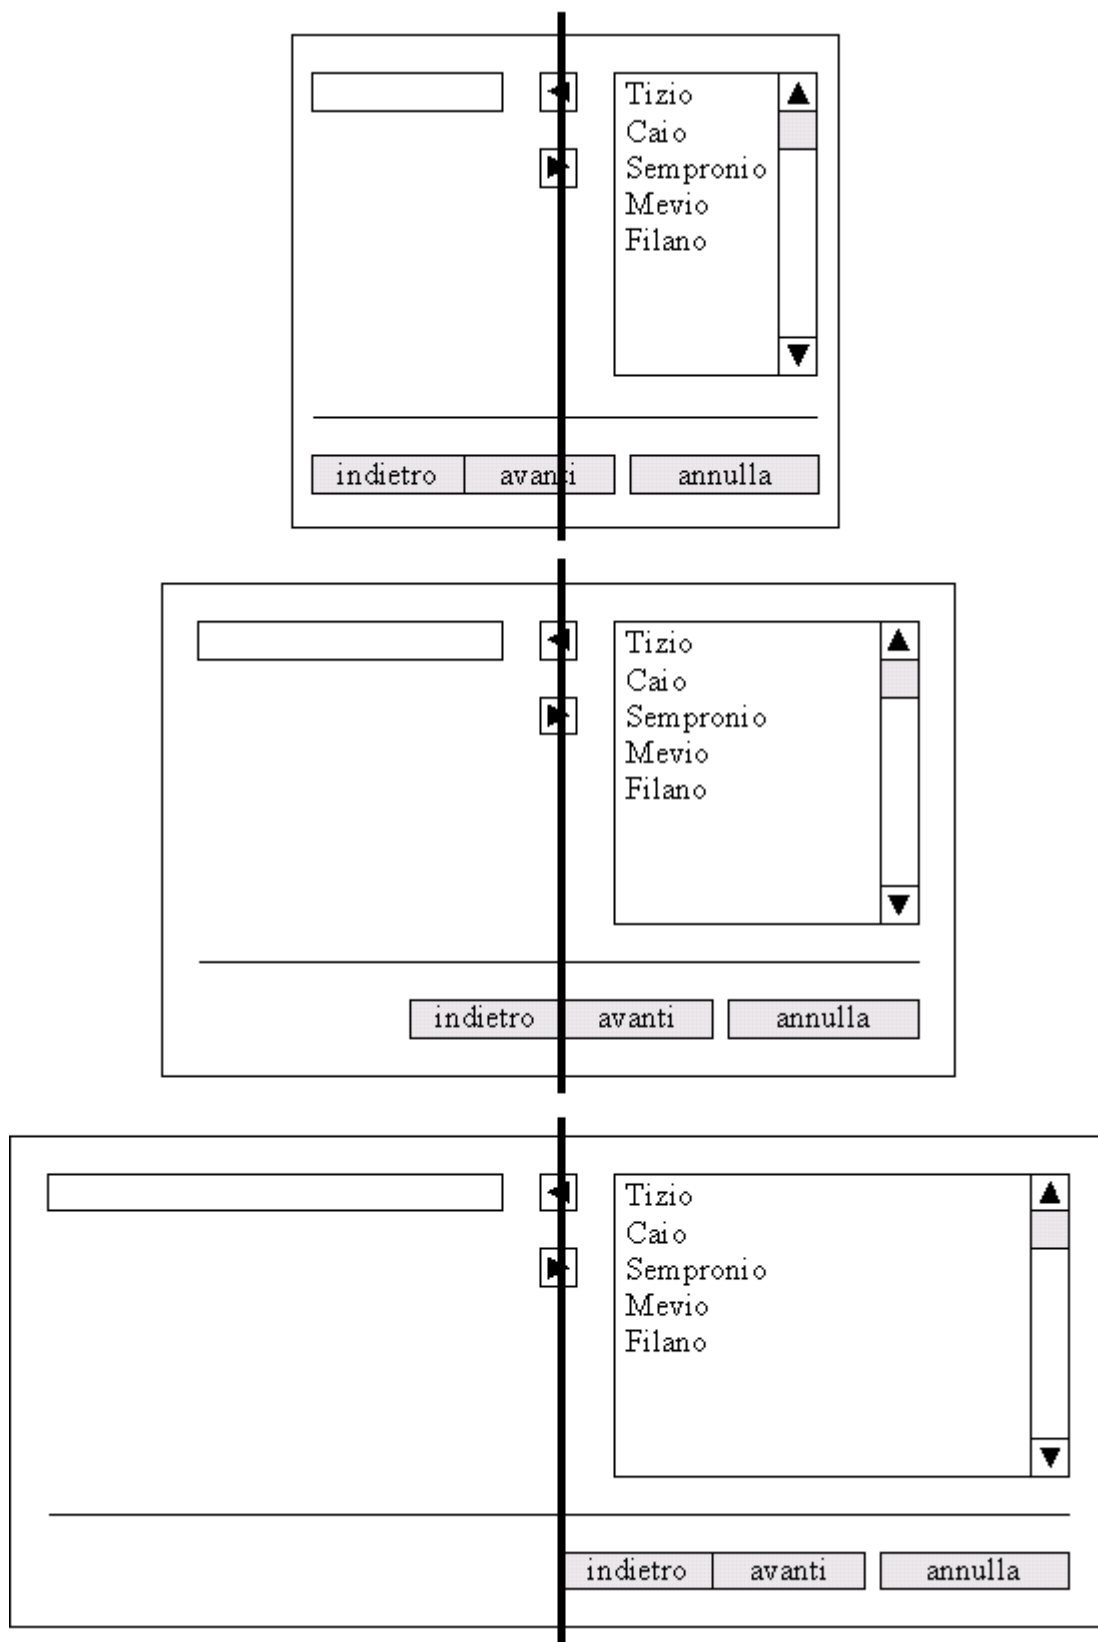 Tizio
Caio
Sempronio
Mevio
Filano
indietro avanti annulla
Tizio
Caio
Sempronio
Mevio
Filano
indietro avanti annulla
Tizio
Caio
Sempronio
Mevio
Filano
indietro avanti annulla